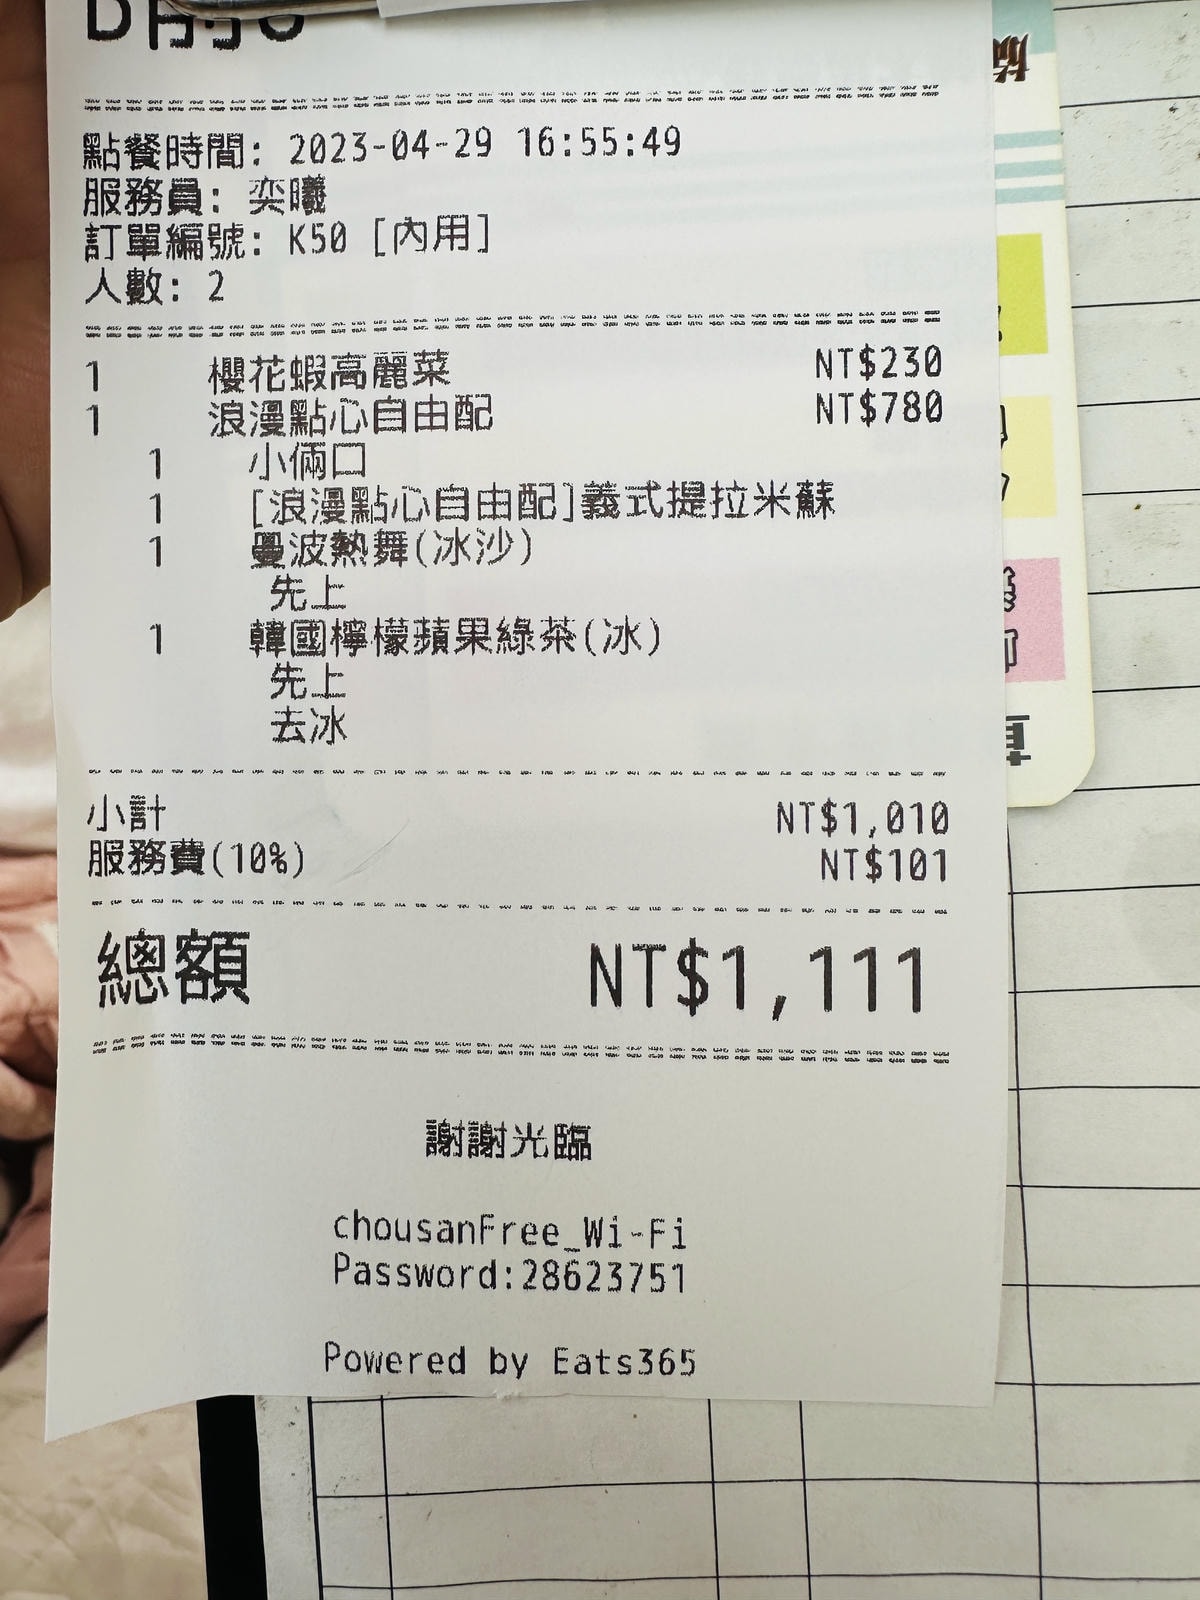 點餐時間: 2023-04-29 16:55:49
服務員: 奕曦
訂單編號: K50 [內用]
人數: 2
1 櫻花蝦高麗菜 NT$230
1 浪漫點心自由配 NT$780
1 小倆口
1 [浪漫點心自由配]義式提拉米蘇
1 曼波熱舞(冰沙)
先上
1 韓國檸檬蘋果綠茶(冰)
先上
去冰
小計 NT$1,010
服務費(10%) NT$101
總額 NT$1,111
謝謝光臨
chousanFree_Wi-Fi
Password:28623751
Powered by Eats365